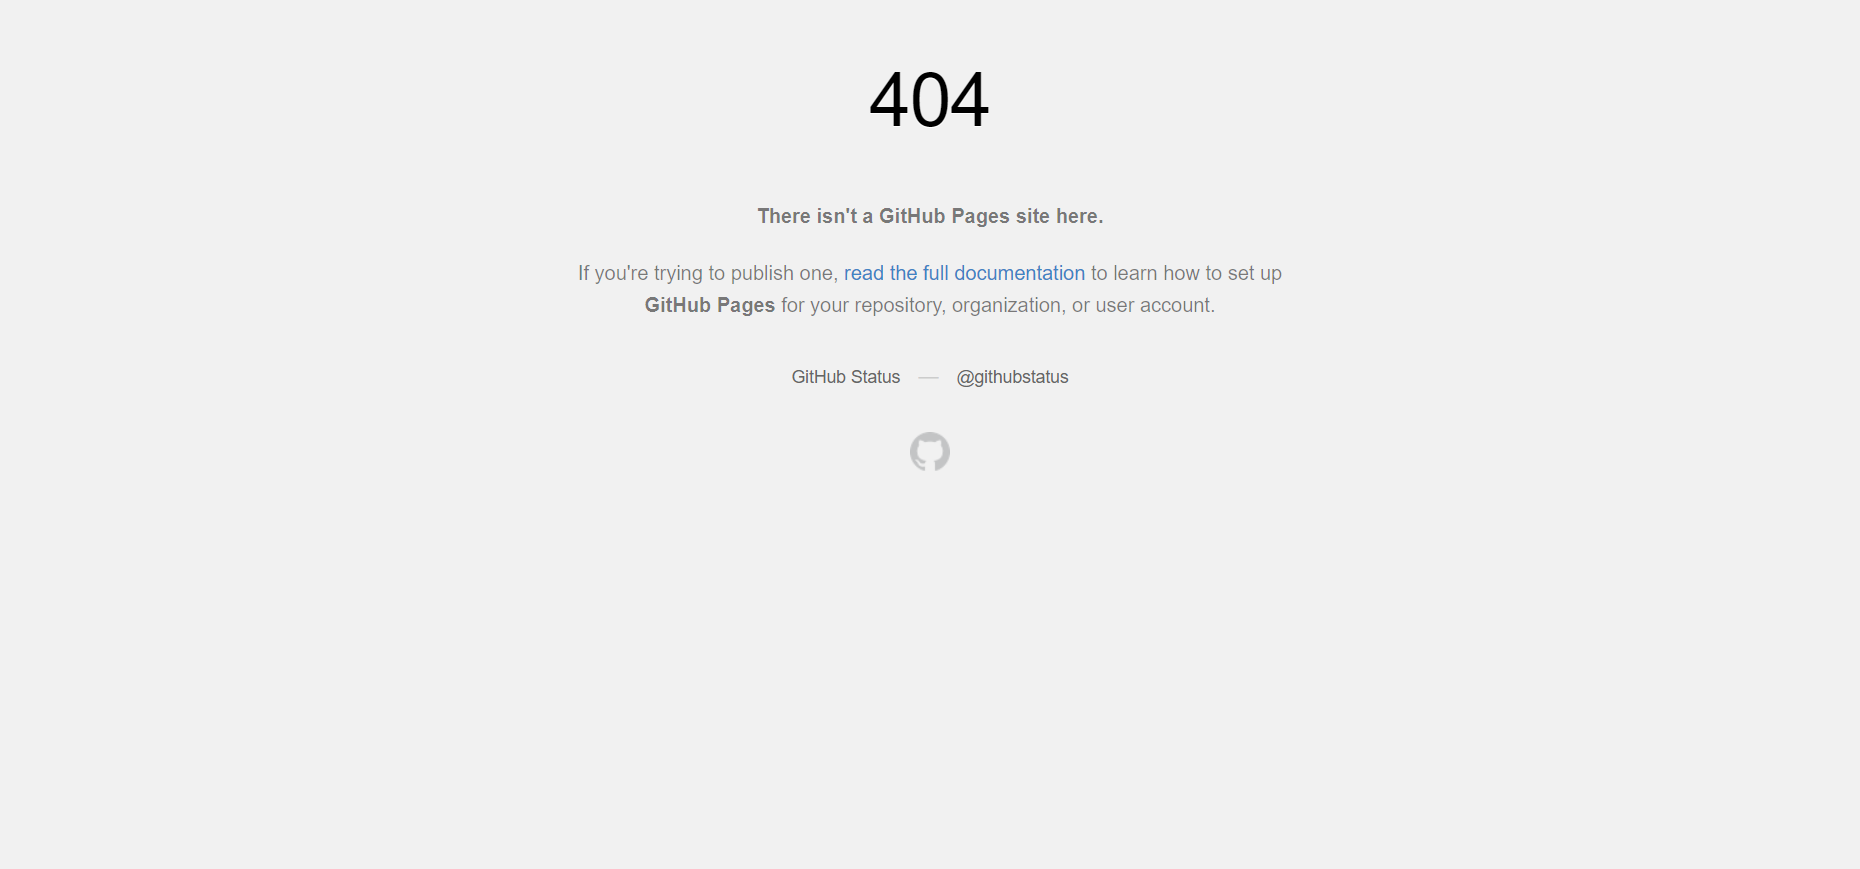 404
There isn't a GitHub Pages site here.
If you're trying to publish one, read the full documentation to learn how to set up
GitHub Pages for your repository, organization, or user account.
GitHub Status — @githubstatus